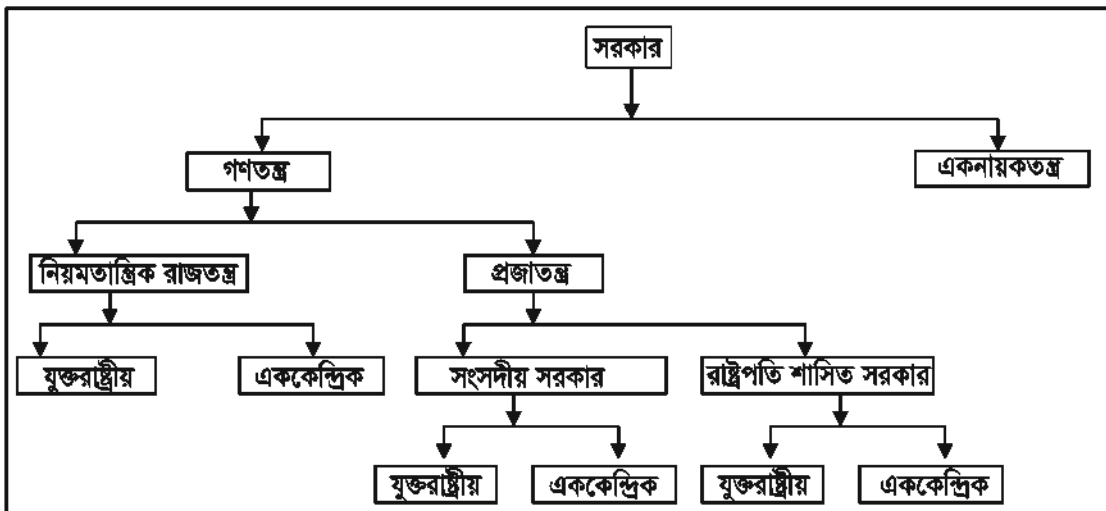 সরকার
গণতন্ত্র
একনায়কতন্ত্র
নিয়মতান্ত্রিক রাজতন্ত্র
প্রজাতন্ত্র
যুক্তরাষ্ট্রীয়
এককেন্দ্রিক
সংসদীয় সরকার
রাষ্ট্রপতি শাসিত সরকার
যুক্তরাষ্ট্রীয়
এককেন্দ্রিক
যুক্তরাষ্ট্রীয়
এককেন্দ্রিক